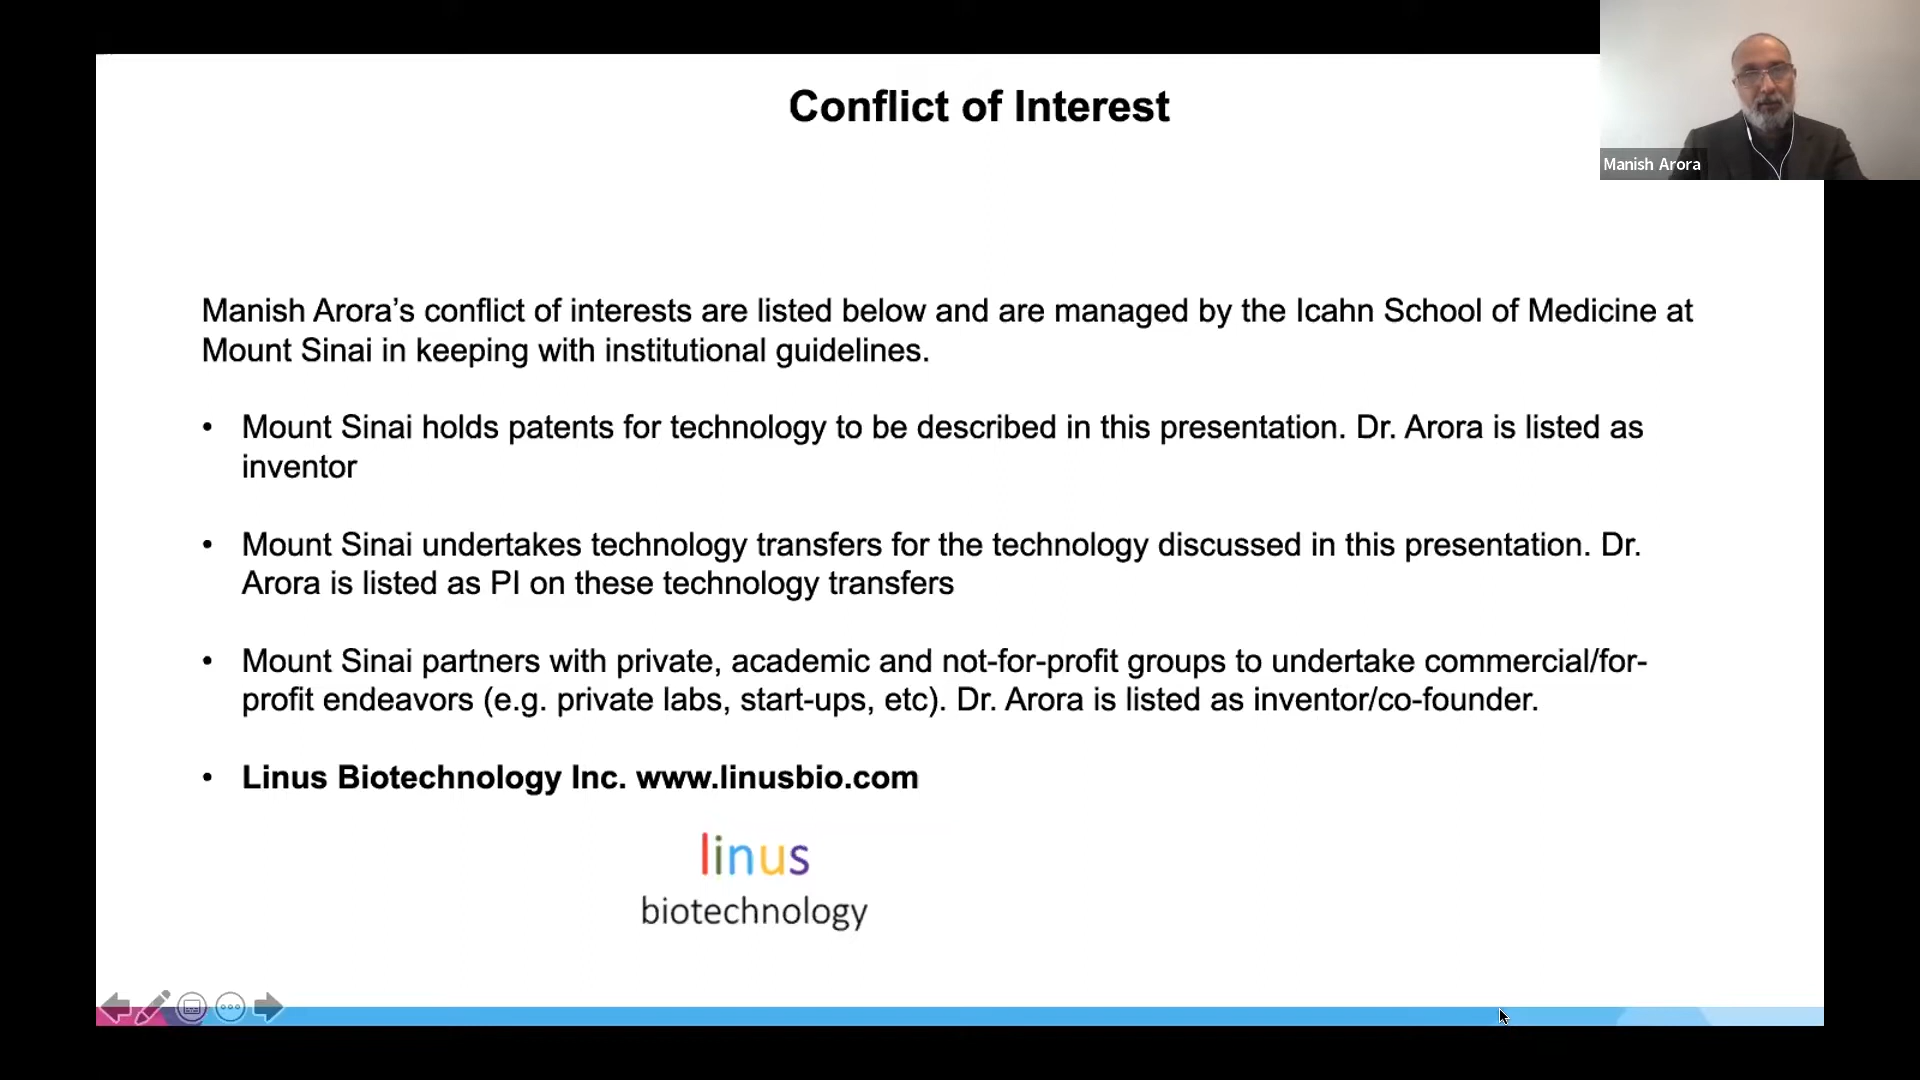 Conflict of Interest
Manish Arora
Manish Arora’s conflict of interests are listed below and are managed by the Icahn School of Medicine at
Mount Sinai in keeping with institutional guidelines.
• Mount Sinai holds patents for technology to be described in this presentation. Dr. Arora is listed as
inventor
• Mount Sinai undertakes technology transfers for the technology discussed in this presentation. Dr.
Arora is listed as PI on these technology transfers
• Mount Sinai partners with private, academic and not-for-profit groups to undertake commercial/for-
profit endeavors (e.g. private labs, start-ups, etc). Dr. Arora is listed as inventor/co-founder.
• Linus Biotechnology Inc. www.linusbio.com
linus
biotechnology